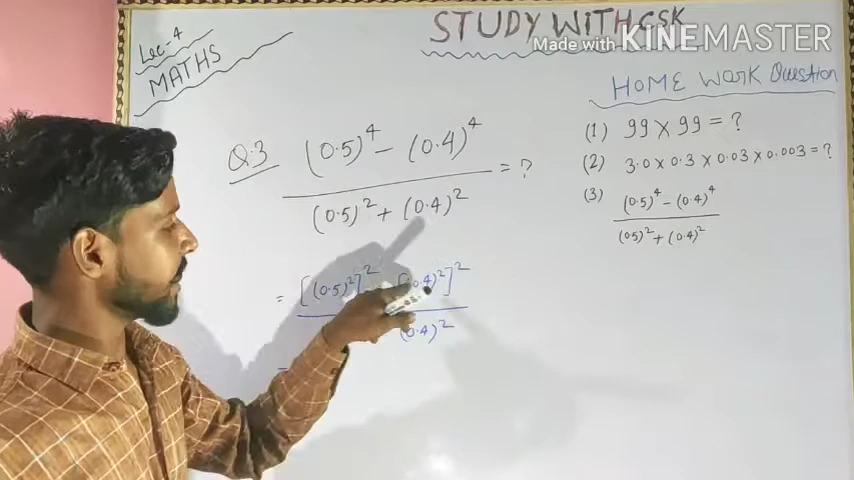 Lec-4
MATHS
STUDY WITH GSK
Made with KINEMASTER
HOME WORK Question
(1) 99 × 99 = ?
(2) 3.0 × 0.3 × 0.03 × 0.003 = ?
(3) (0.5)^4 - (0.4)^4
(0.5)^2 + (0.4)^2
Q.3 (0.5)^4 - (0.4)^4
= ?
(0.5)^2 + (0.4)^2
= [(0.5)^2]^2 [(0.4)^2]^2
(0.4)^2
=